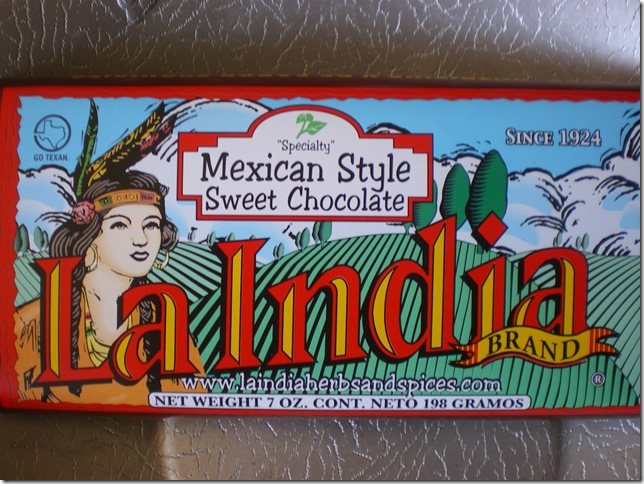 GO TEXAN.
SINCE 1924
"Specialty"
Mexican Style
Sweet Chocolate
La India
BRAND
www.laindiaherbsandspices.com
®
NET WEIGHT 7 OZ. CONT. NETO 198 GRAMOS